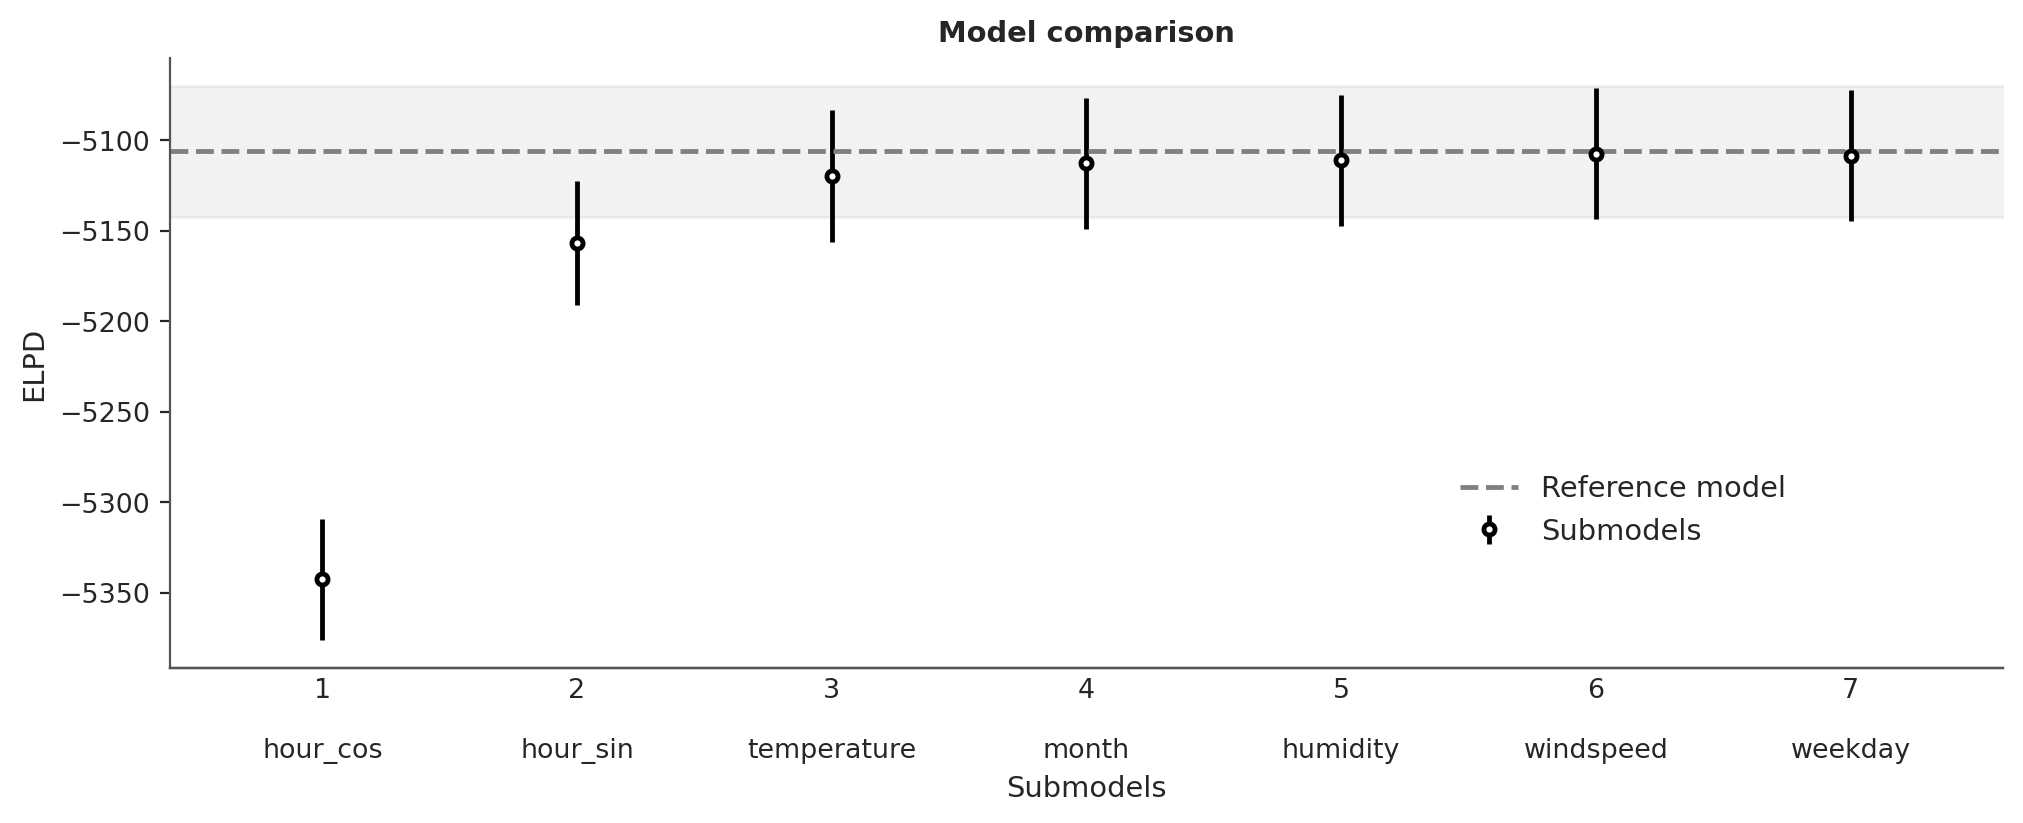 Model comparison
−5100
−5150
−5200
−5250
−5300
−5350
ELPD
Reference model
Submodels
1 2 3 4 5 6 7
hour_cos hour_sin temperature month humidity windspeed weekday
Submodels